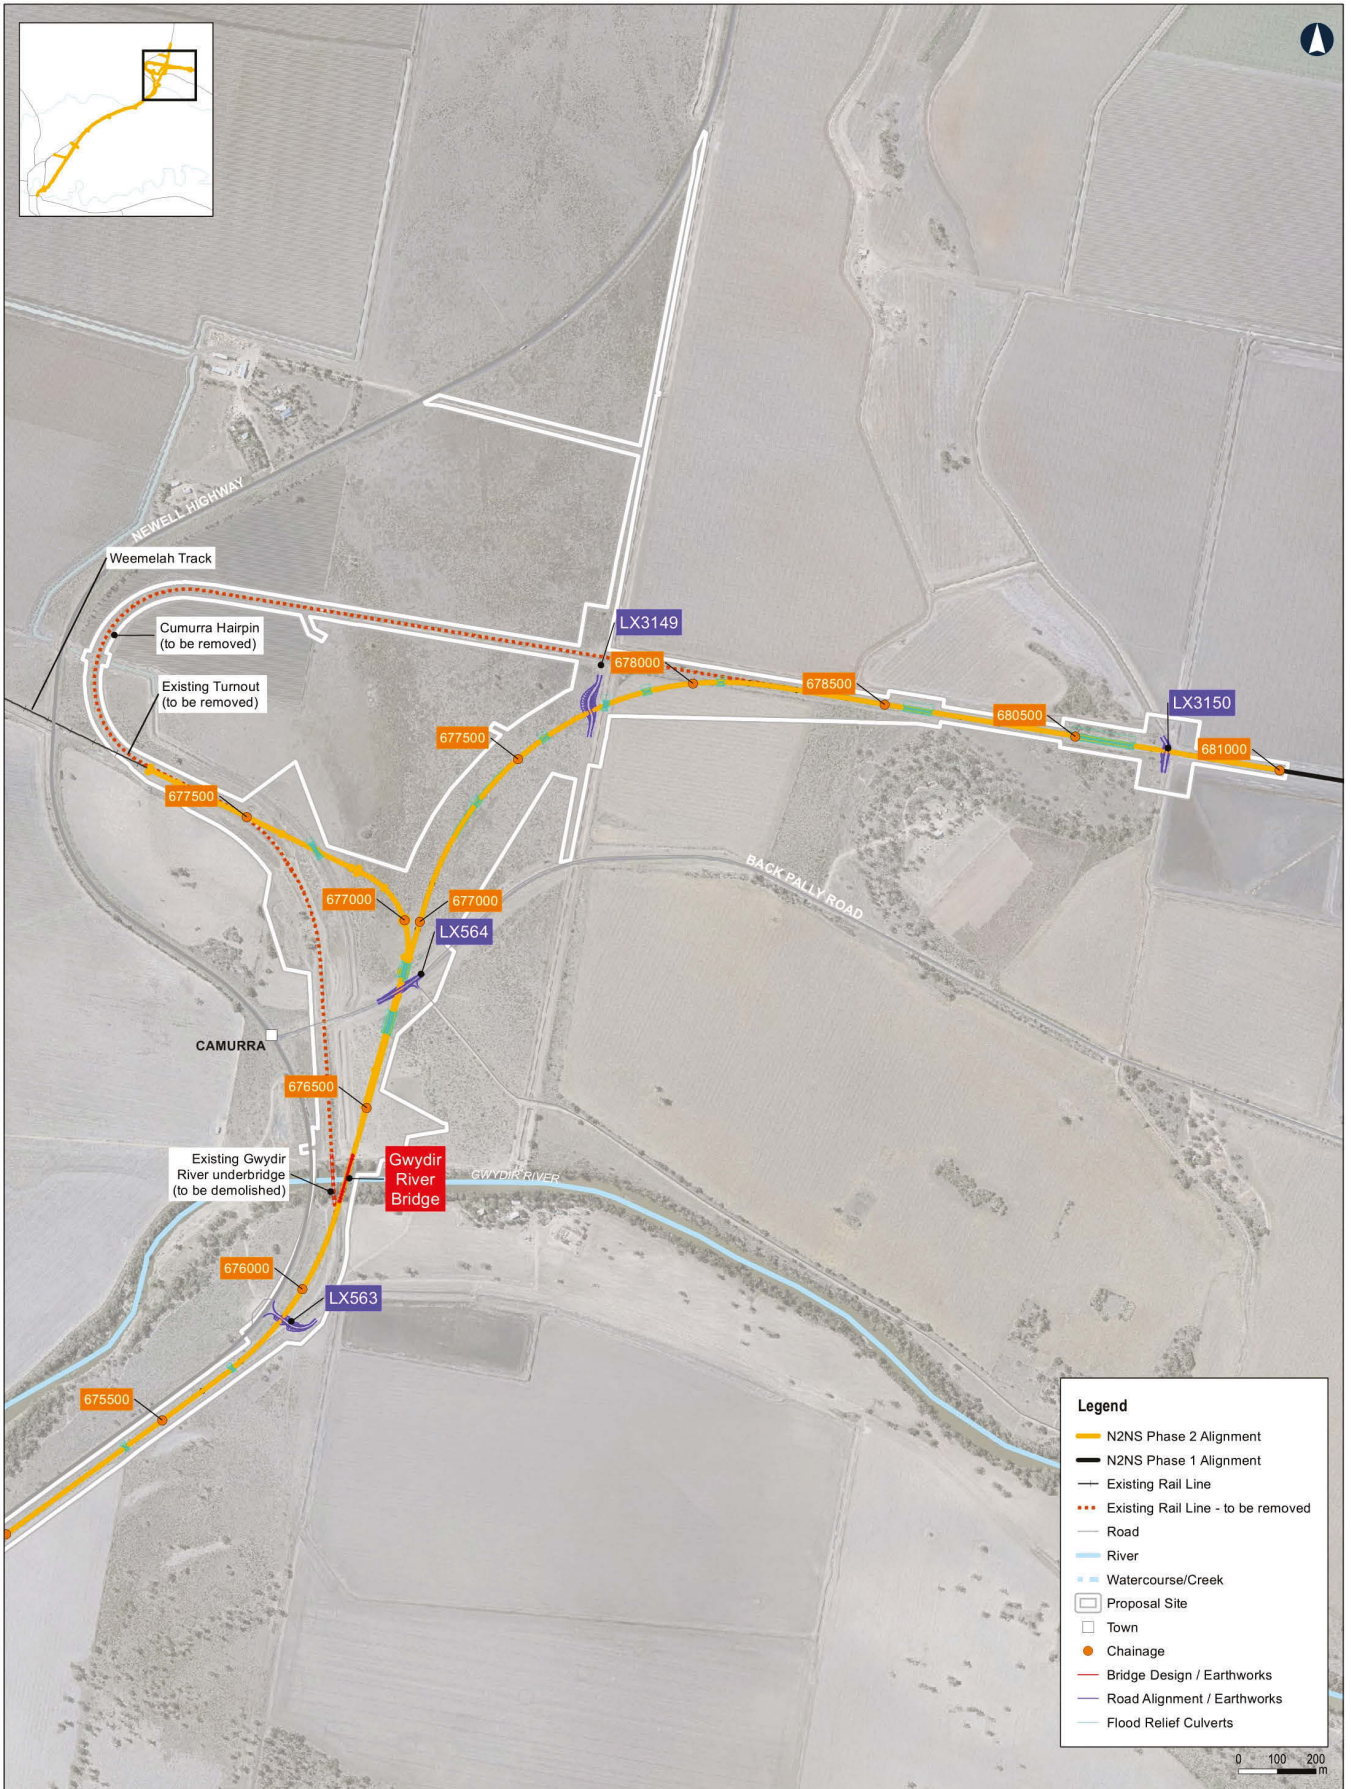 NEWELL HIGHWAY
Weemelah Track
Cumurra Hairpin
(to be removed)
LX3149
678000
Existing Turnout
(to be removed)
678500
LX3150
680500
677500
681000
677500
BACK PALLY ROAD
677000
677000
LX564
CAMURRA
676500
Existing Gwydir
River underbridge
(to be demolished)
Gwydir
River
Bridge
GWYDIR RIVER
676000
LX563
675500
Legend
N2NS Phase 2 Alignment
N2NS Phase 1 Alignment
Existing Rail Line
Existing Rail Line - to be removed
Road
River
Watercourse/Creek
Proposal Site
Town
Chainage
Bridge Design / Earthworks
Road Alignment / Earthworks
Flood Relief Culverts
0 100 200
m